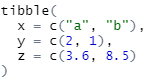 tibble(
  x = c("a", "b"),
  y = c(2, 1),
  z = c(3.6, 8.5)
)